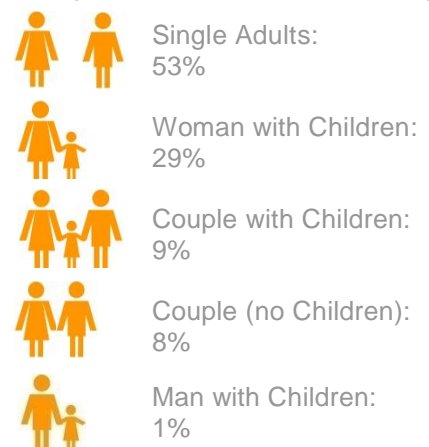 Single Adults:
53%
Woman with Children:
29%
Couple with Children:
9%
Couple (no Children):
8%
Man with Children:
1%